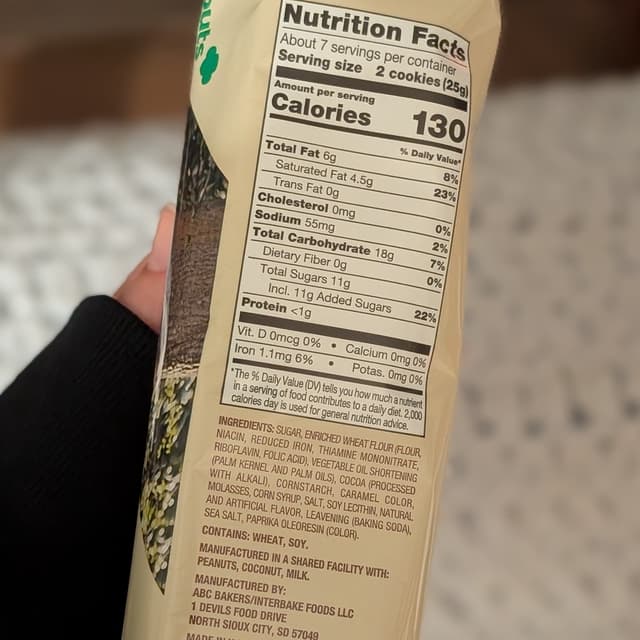 outs
Nutrition Facts
About 7 servings per container
Serving size 2 cookies (25g)
Amount per serving
Calories 130
% Daily Value*
Total Fat 6g 8%
Saturated Fat 4.5g 23%
Trans Fat 0g
Cholesterol 0mg 0%
Sodium 55mg 2%
Total Carbohydrate 18g 7%
Dietary Fiber 0g 0%
Total Sugars 11g
Incl. 11g Added Sugars 22%
Protein <1g
Vit. D 0mcg 0% • Calcium 0mg 0%
Iron 1.1mg 6% • Potas. 0mg 0%
*The % Daily Value (DV) tells you how much a nutrient
in a serving of food contributes to a daily diet. 2,000
calories day is used for general nutrition advice.
INGREDIENTS: SUGAR, ENRICHED WHEAT FLOUR (FLOUR,
NIACIN, REDUCED IRON, THIAMINE MONONITRATE,
RIBOFLAVIN, FOLIC ACID), VEGETABLE OIL SHORTENING
(PALM KERNEL AND PALM OILS), COCOA (PROCESSED
WITH ALKALI), CORNSTARCH, CARAMEL COLOR,
MOLASSES, CORN SYRUP, SALT, SOY LECITHIN, NATURAL
AND ARTIFICIAL FLAVOR, LEAVENING (BAKING SODA),
SEA SALT, PAPRIKA OLEORESIN (COLOR).
CONTAINS: WHEAT, SOY.
MANUFACTURED IN A SHARED FACILITY WITH:
PEANUTS, COCONUT, MILK.
MANUFACTURED BY:
ABC BAKERS/INTERBAKE FOODS LLC
1 DEVILS FOOD DRIVE
NORTH SIOUX CITY, SD 57049
MADE IN